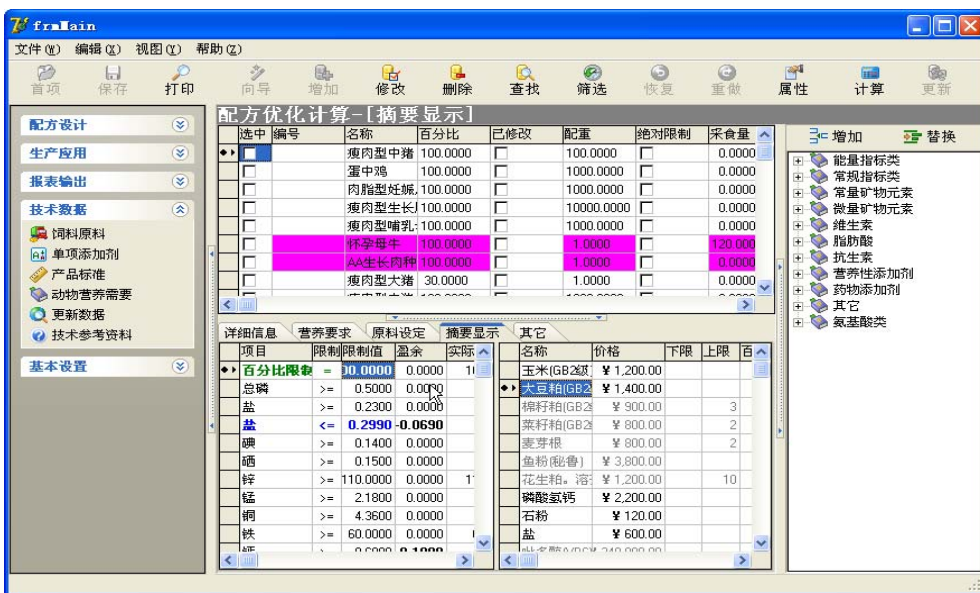 frmMain
文件(W) 编辑(X) 视图(Y) 帮助(Z)
首项 保存 打印 向导 增加 修改 删除 查找 筛选 恢复 重做 属性 计算 更新
配方设计
生产应用
报表输出
技术数据
饲料原料
单项添加剂
产品标准
动物营养需要
更新数据
技术参考资料
基本设置
配方优化计算-[摘要显示]
选中 编号 名称 百分比 已修改 配重 绝对限制 采食量
瘦肉型中猪 100.0000 100.0000 0.0000
蛋中鸡 100.0000 1000.0000 0.0000
肉脂型妊娠 100.0000 1000.0000 0.0000
瘦肉型生长 100.0000 10000.0000 0.0000
瘦肉型哺乳 100.0000 1000.0000 0.0000
怀孕母牛 100.0000 1.0000 120.000
AA生长肉种 100.0000 1.0000 0.0000
瘦肉型大猪 30.0000 1.0000 0.0000
详细信息 营养要求 原料设定 摘要显示 其它
项目 限制 限制值 盈余 实际
百分比限制 = 00.0000 0.0000 10
总磷 >= 0.5000 0.0000
盐 >= 0.2300 0.0000
盐 <= 0.2990 -0.0690
碘 >= 0.1400 0.0000
硒 >= 0.1500 0.0000
锌 >= 110.0000 0.0000 1
锰 >= 2.1800 0.0000
铜 >= 4.3600 0.0000
铁 >= 60.0000 0.0000
名称 价格 下限 上限 百
玉米(GB2级) ¥ 1,200.00
大豆粕(GB2 ¥ 1,400.00
棉籽粕(GB2 ¥ 900.00 3
菜籽粕(GB2 ¥ 800.00 2
麦芽根 ¥ 800.00 2
鱼粉(秘鲁) ¥ 3,800.00
花生粕。溶 ¥ 1,200.00 10
磷酸氢钙 ¥ 2,200.00
石粉 ¥ 120.00
盐 ¥ 600.00
增加 替换
能量指标类
常规指标类
常量矿物元素
微量矿物元素
维生素
脂肪酸
抗生素
营养性添加剂
药物添加剂
其它
氨基酸类